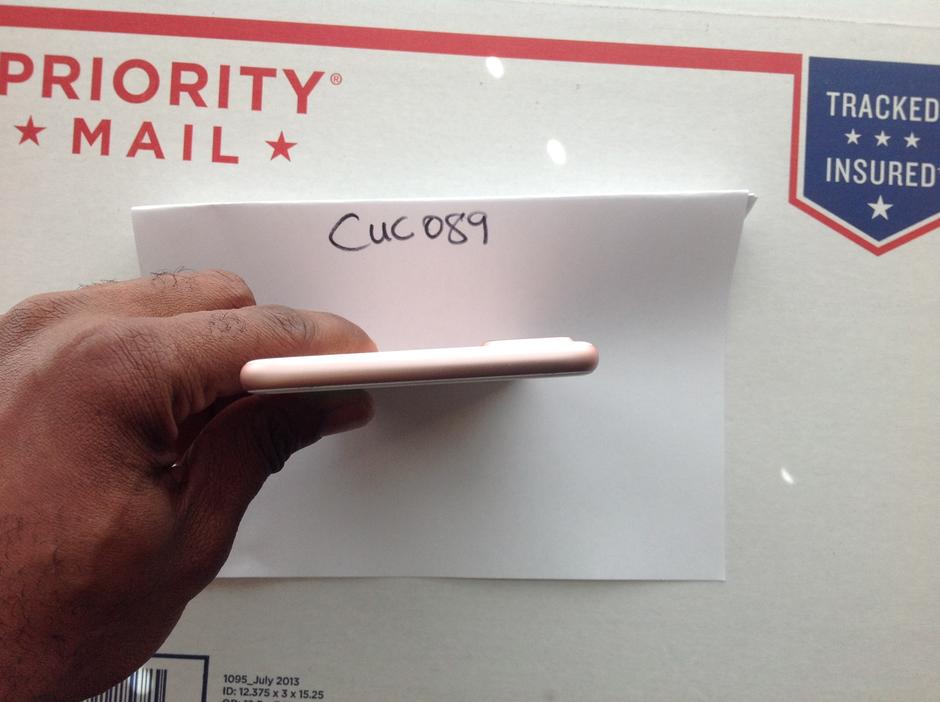 PRIORITY®
★ MAIL ★
TRACKED
★ ★ ★
INSURED
★
CUC089
1095_July 2013
ID: 12.375 x 3 x 15.25